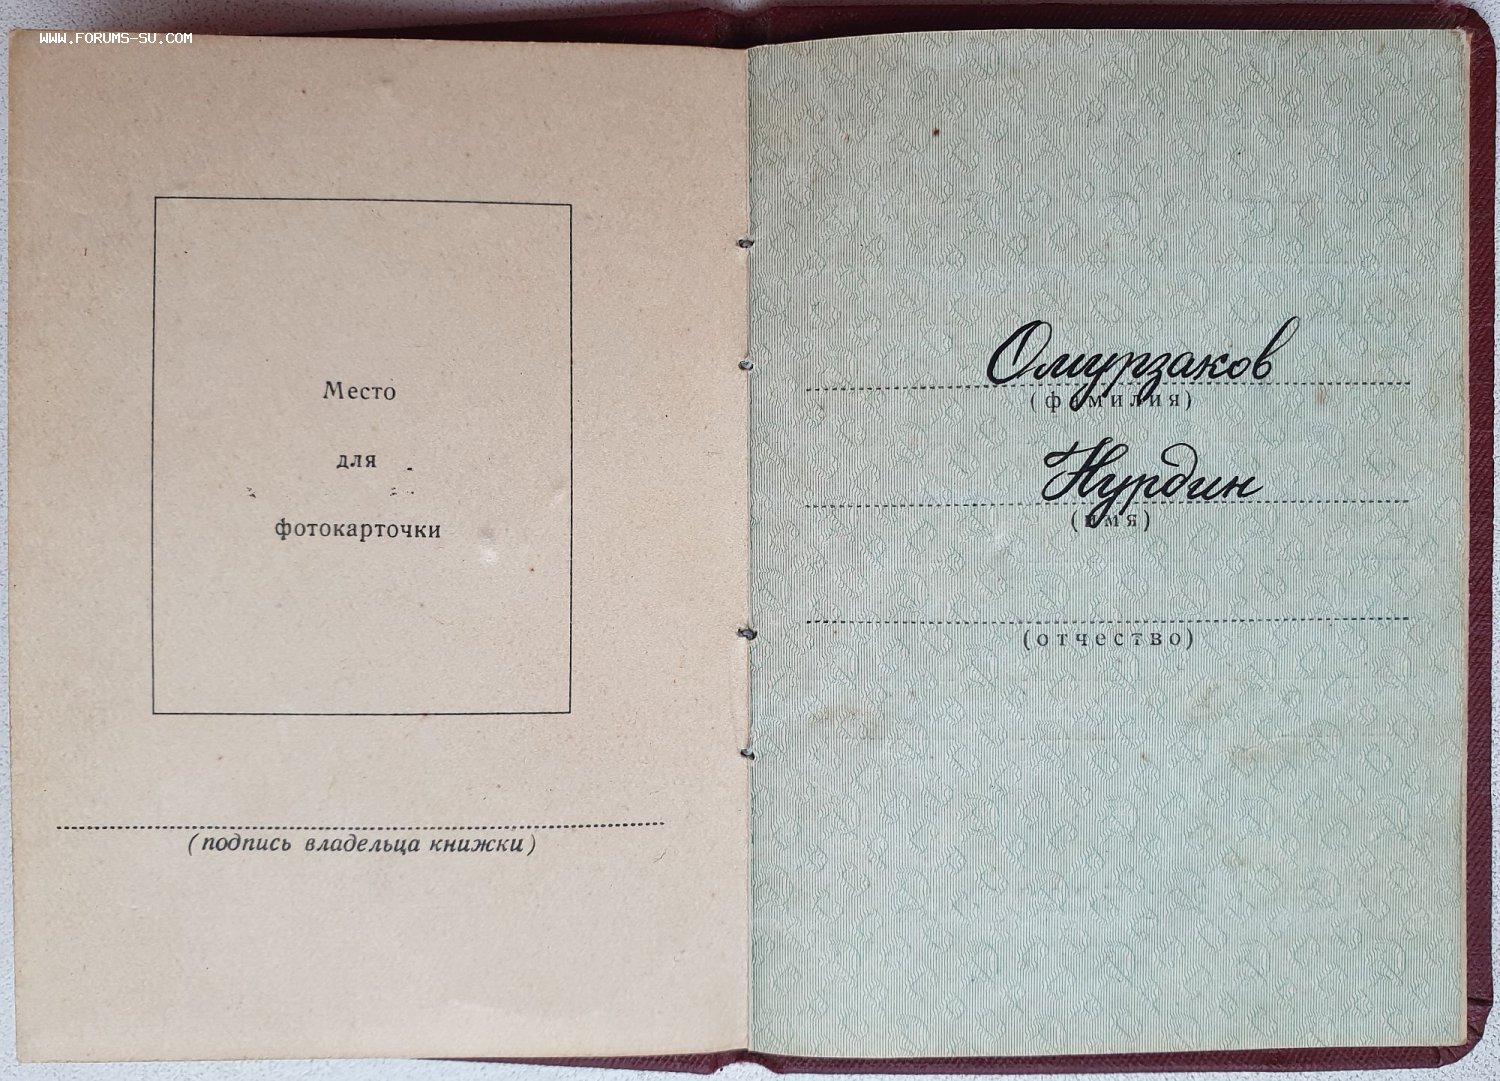 WWW.FORUMS-SU.COM
Место
для
фотокарточки
(подпись владельца книжки)
Омурзаков
(фамилия)
Нурдин
(имя)
(отчество)